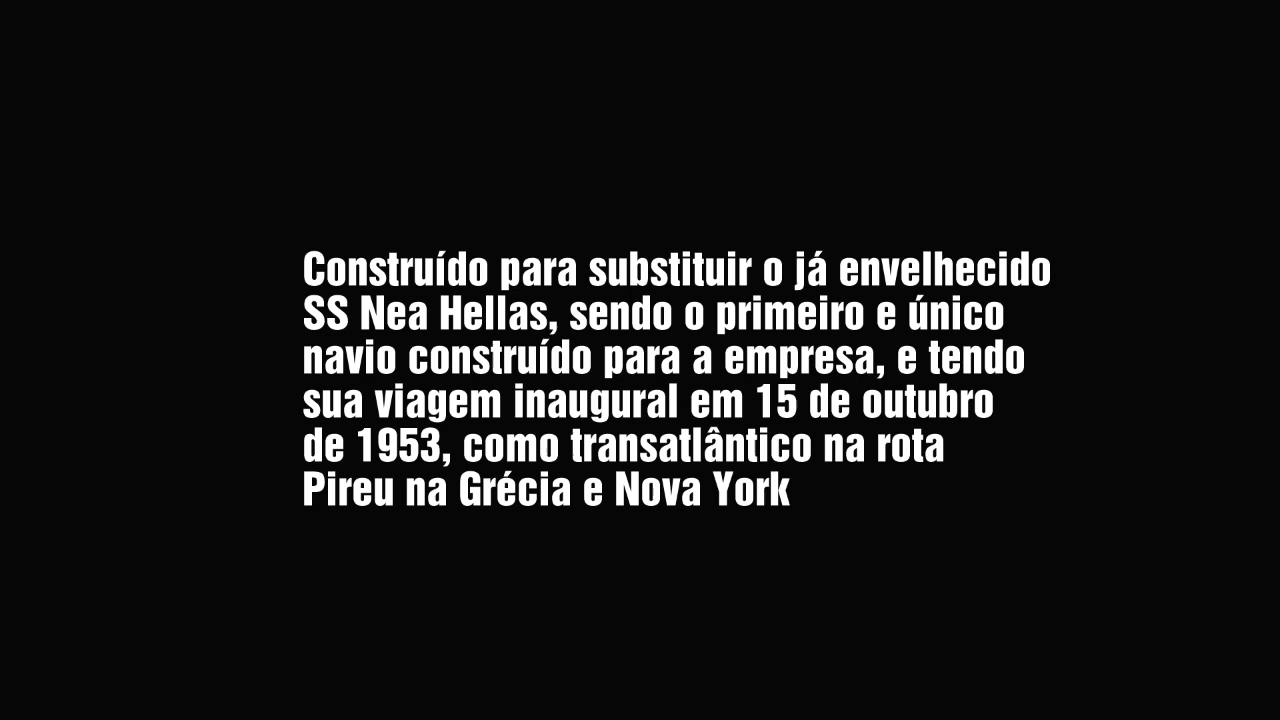 Construído para substituir o já envelhecido
SS Nea Hellas, sendo o primeiro e único
navio construído para a empresa, e tendo
sua viagem inaugural em 15 de outubro
de 1953, como transatlântico na rota
Pireu na Grécia e Nova York